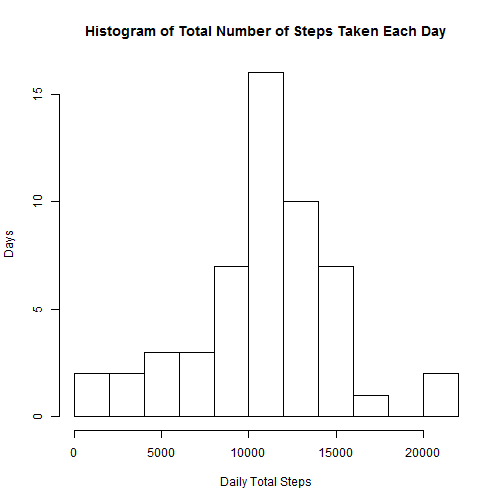 Histogram of Total Number of Steps Taken Each Day
15
10
5
0
Days
0 5000 10000 15000 20000
Daily Total Steps